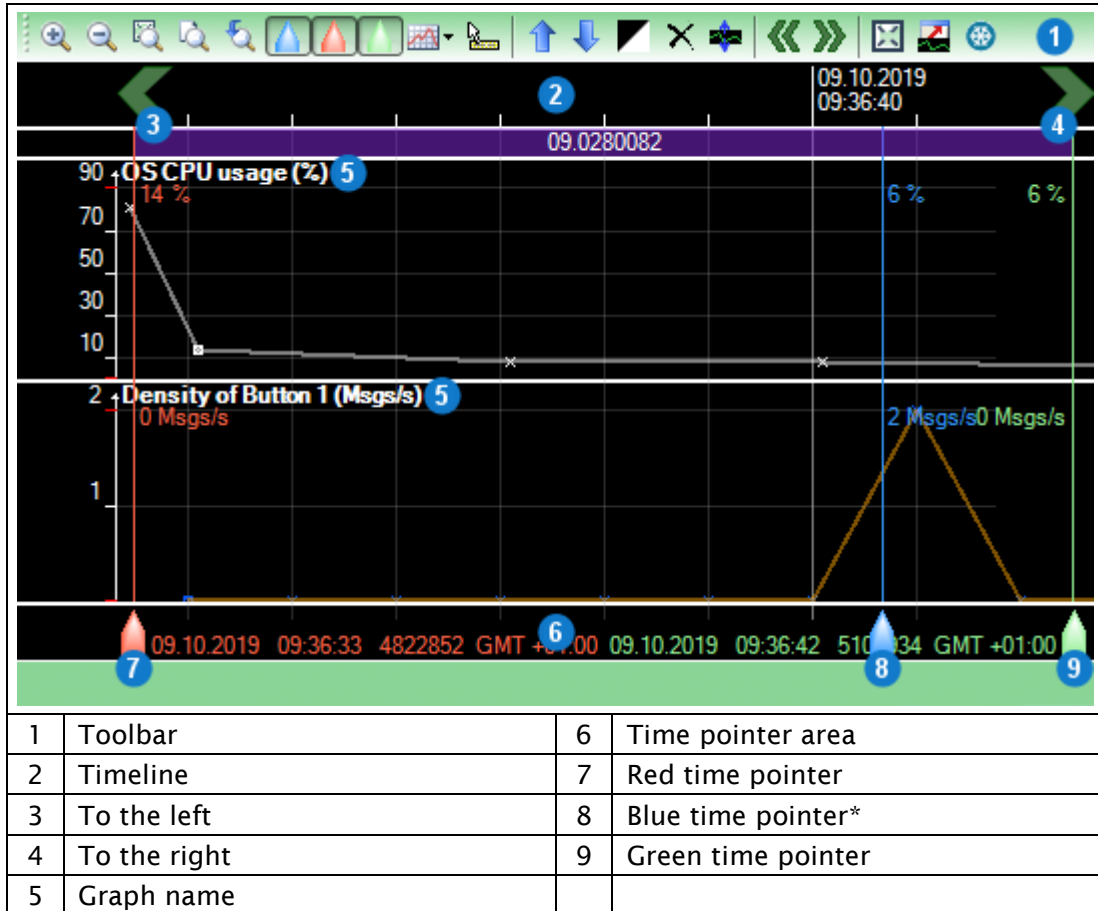 1
09.10.2019
09:36:40
2
3
4
09.0280082
90 OS CPU usage (%) 5
14 %
6 %
6 %
70
50
30
10
2 Density of Button 1 (Msgs/s) 5
0 Msgs/s
2 Msgs/s
0 Msgs/s
1
09.10.2019 09:36:33 4822852 GMT 6 :00 09.10.2019 09:36:42 GMT +01:00
7
8
9
1 Toolbar 6 Time pointer area
2 Timeline 7 Red time pointer
3 To the left 8 Blue time pointer*
4 To the right 9 Green time pointer
5 Graph name